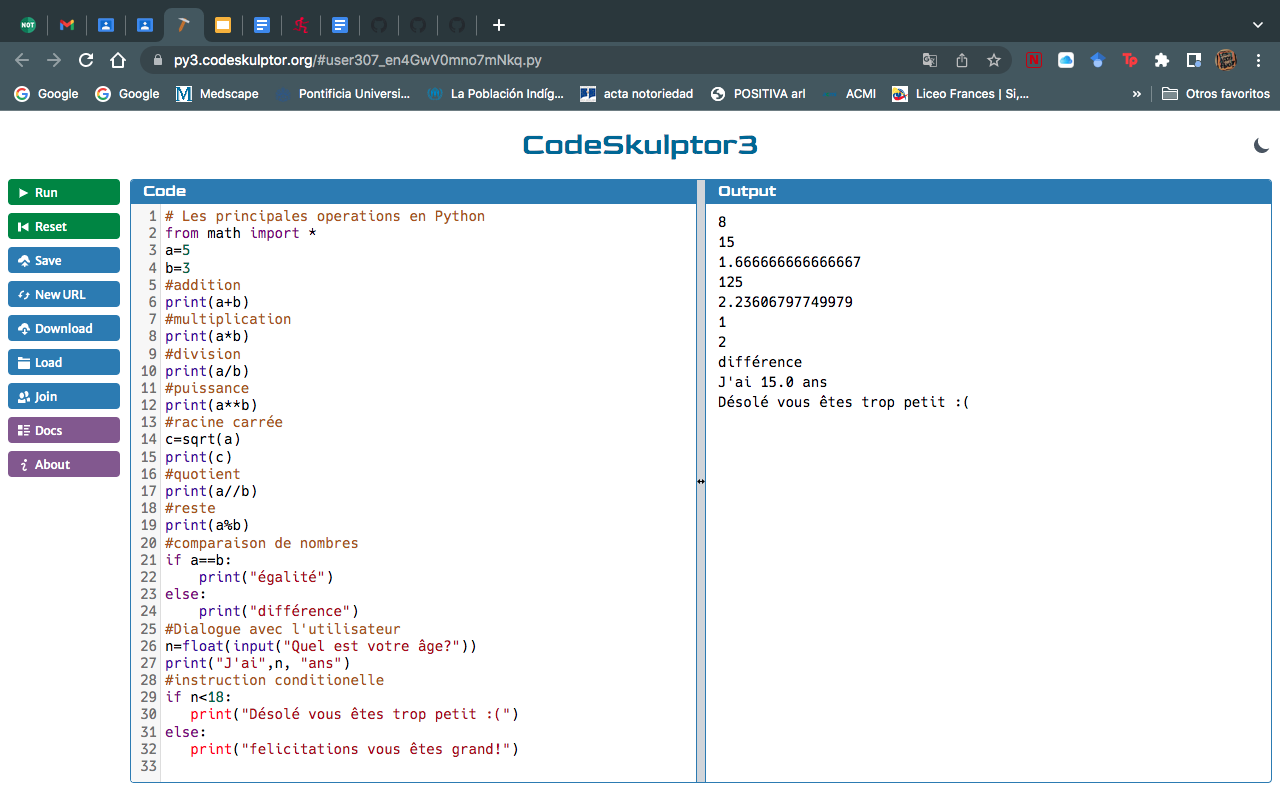 NOT
py3.codeskulptor.org/#user307_en4GwV0mno7mNkq.py
N
Tp
Google
Google
M Medscape
Pontificia Universi...
La Población Indíg...
acta notoriedad
POSITIVA arl
ACMI
Liceo Frances | Si,...
»
Otros favoritos
CodeSkulptor3
Run
Reset
Save
New URL
Download
Load
Join
Docs
About
Code
1 # Les principales operations en Python
2 from math import *
3 a=5
4 b=3
5 #addition
6 print(a+b)
7 #multiplication
8 print(a*b)
9 #division
10 print(a/b)
11 #puissance
12 print(a**b)
13 #racine carrée
14 c=sqrt(a)
15 print(c)
16 #quotient
17 print(a//b)
18 #reste
19 print(a%b)
20 #comparaison de nombres
21 if a==b:
22     print("égalité")
23 else:
24     print("différence")
25 #Dialogue avec l'utilisateur
26 n=float(input("Quel est votre âge?"))
27 print("J'ai",n, "ans")
28 #instruction conditionelle
29 if n<18:
30    print("Désolé vous êtes trop petit :(")
31 else:
32    print("felicitations vous êtes grand!")
33
Output
8
15
1.666666666666667
125
2.23606797749979
1
2
différence
J'ai 15.0 ans
Désolé vous êtes trop petit :(